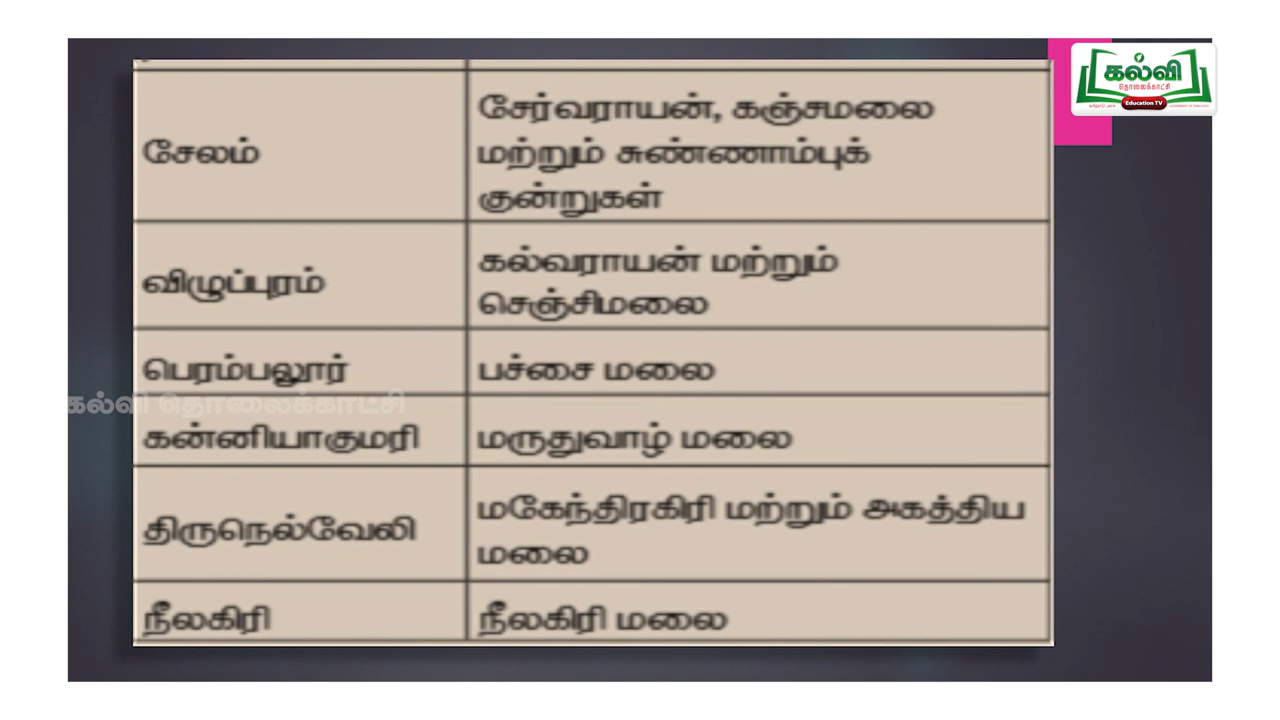 கல்வி
தொலைக்காட்சி
Education TV
சேலம்
சேர்வராயன், கஞ்சமலை
மற்றும் சுண்ணாம்புக்
குன்றுகள்
விழுப்புரம்
கல்வராயன் மற்றும்
செஞ்சிமலை
பெரம்பலூர்
பச்சை மலை
கல்வி தொலைக்காட்சி
கன்னியாகுமரி
மருதுவாழ் மலை
திருநெல்வேலி
மகேந்திரகிரி மற்றும் அகத்திய
மலை
நீலகிரி
நீலகிரி மலை